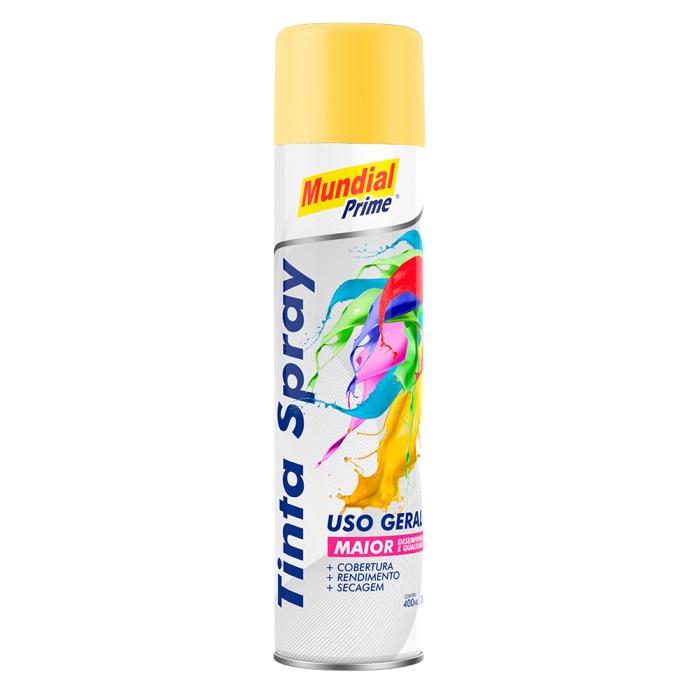 Mundial
Prime®
Tinta Spray
USO GERAL
MAIOR
+ COBERTURA
+ RENDIMENTO
+ SECAGEM
400mL